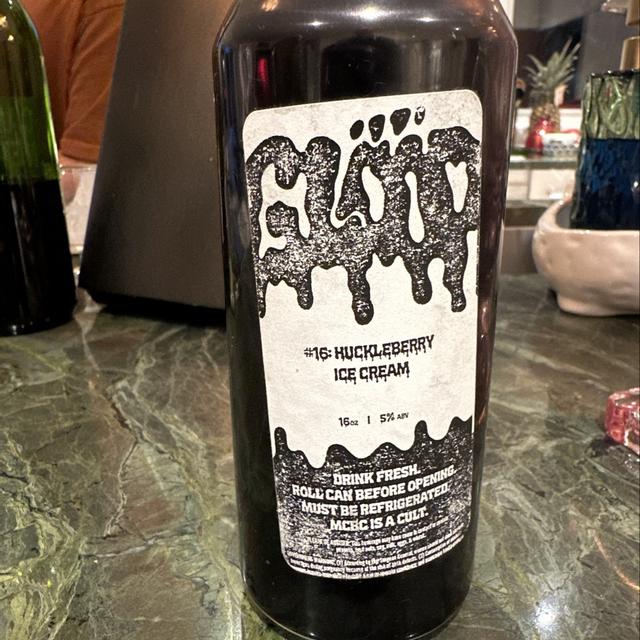 GLÖÖP
#16: HUCKLEBERRY
ICE CREAM
16oz | 5% ABV
DRINK FRESH.
ROLL CAN BEFORE OPENING.
MUST BE REFRIGERATED.
MCBC IS A CULT.